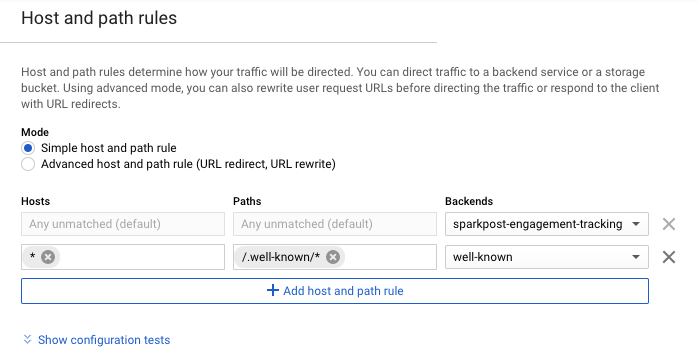 Host and path rules
Host and path rules determine how your traffic will be directed. You can direct traffic to a backend service or a storage
bucket. Using advanced mode, you can also rewrite user request URLs before directing the traffic or respond to the client
with URL redirects.
Mode
Simple host and path rule
Advanced host and path rule (URL redirect, URL rewrite)
Hosts Paths Backends
Any unmatched (default) Any unmatched (default) sparkpost-engagement-tracking
* /.well-known/* well-known
+ Add host and path rule
Show configuration tests